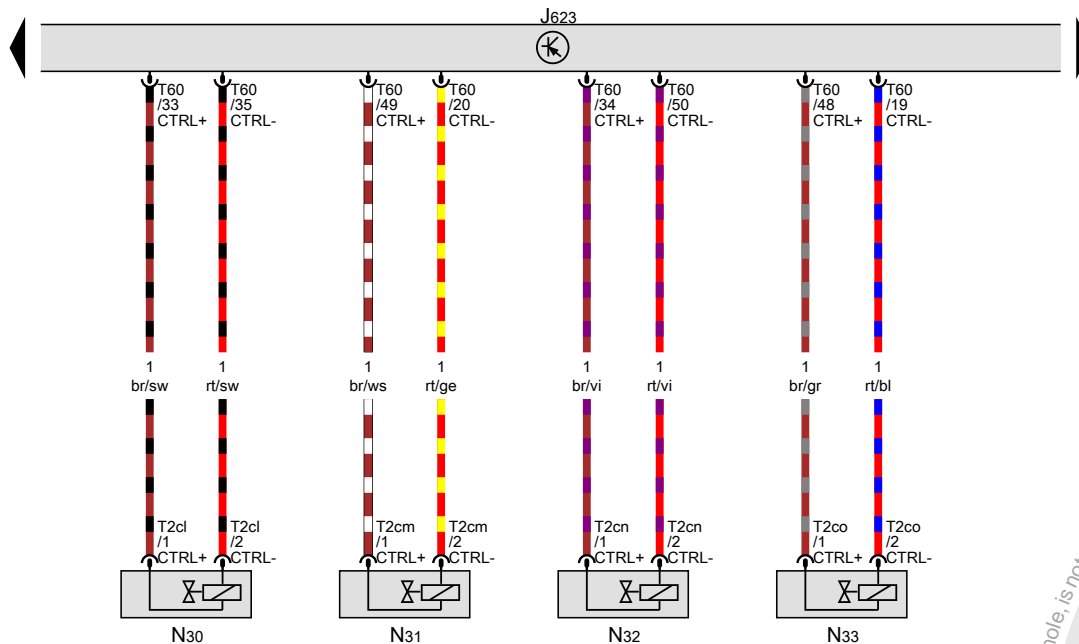 J623
T60 T60 T60 T60 T60 T60 T60 T60
/33 /35 /49 /20 /34 /50 /48 /19
CTRL+ CTRL- CTRL+ CTRL- CTRL+ CTRL- CTRL+ CTRL-
1 1 1 1 1 1 1 1
br/sw rt/sw br/ws rt/ge br/vi rt/vi br/gr rt/bl
T2cl T2cl T2cm T2cm T2cn T2cn T2co T2co
/1 /2 /1 /2 /1 /2 /1 /2
CTRL+ CTRL- CTRL+ CTRL- CTRL+ CTRL- CTRL+ CTRL-
N30 N31 N32 N33
is not